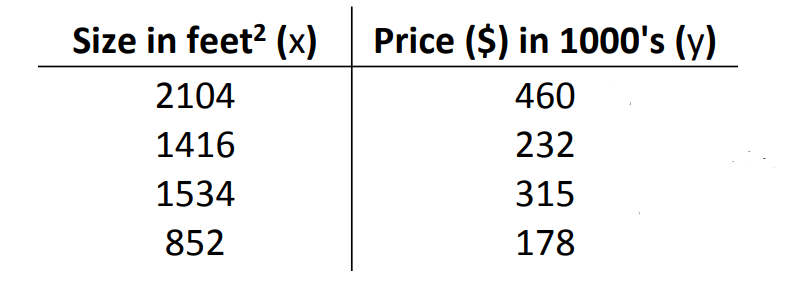 Size in feet² (x) Price ($) in 1000's (y)
2104 460
1416 232
1534 315
852 178